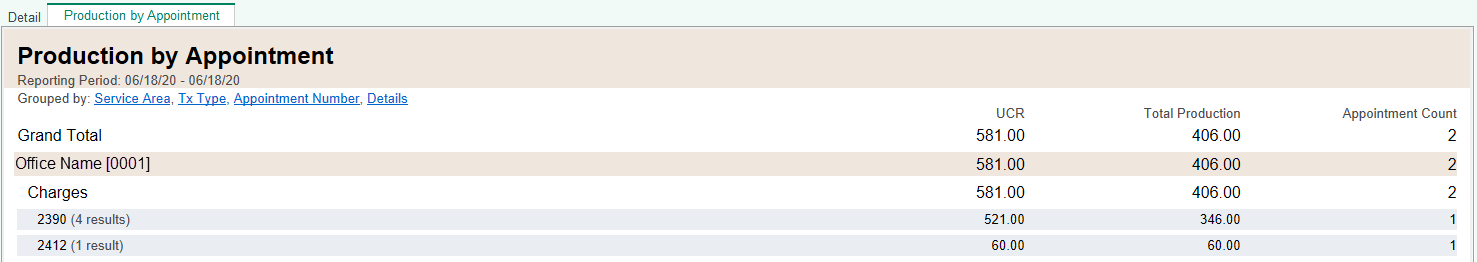 Detail Production by Appointment
Production by Appointment
Reporting Period: 06/18/20 - 06/18/20
Grouped by: Service Area, Tx Type, Appointment Number, Details
UCR Total Production Appointment Count
Grand Total 581.00 406.00 2
Office Name [0001] 581.00 406.00 2
Charges 581.00 406.00 2
2390 (4 results) 521.00 346.00 1
2412 (1 result) 60.00 60.00 1